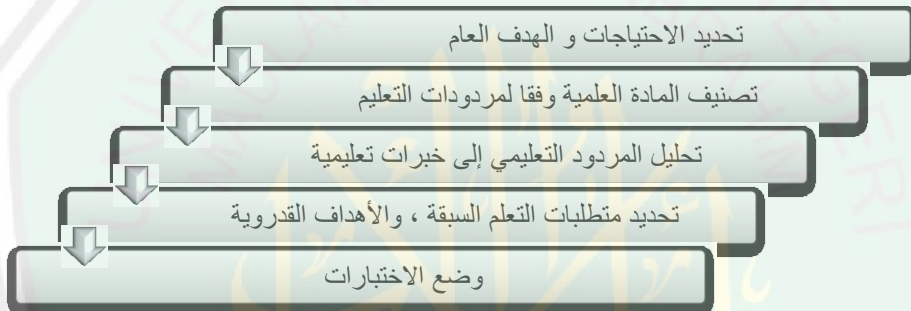 تحديد الاحتياجات و الهدف العام
تصنيف المادة العلمية وفقا لمردودات التعليم
تحليل المردود التعليمي إلى خبرات تعليمية
تحديد متطلبات التعلم السبقة ، والأهداف القدروية
وضع الاختبارات